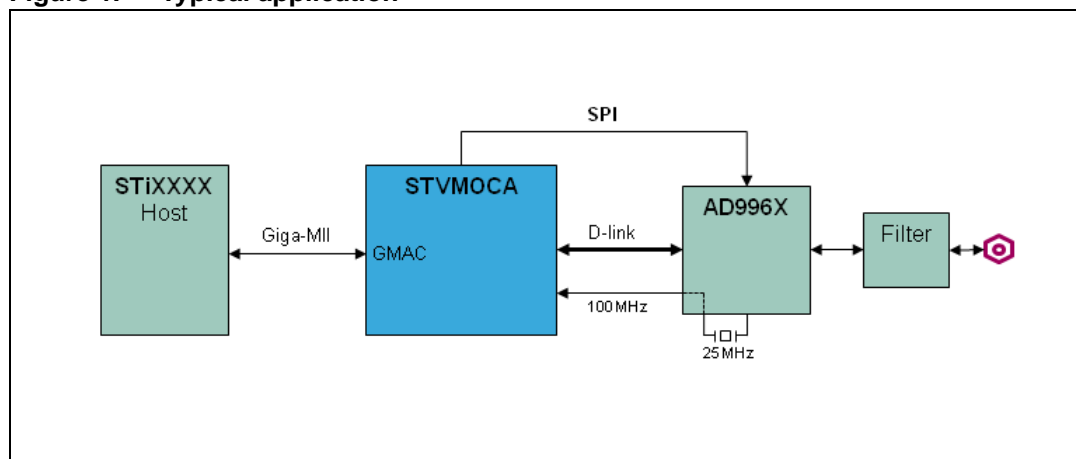 SPI
STiXXXX
Host
STVMOCA
AD996X
Filter
Giga-MII
GMAC
D-link
100MHz
25MHz